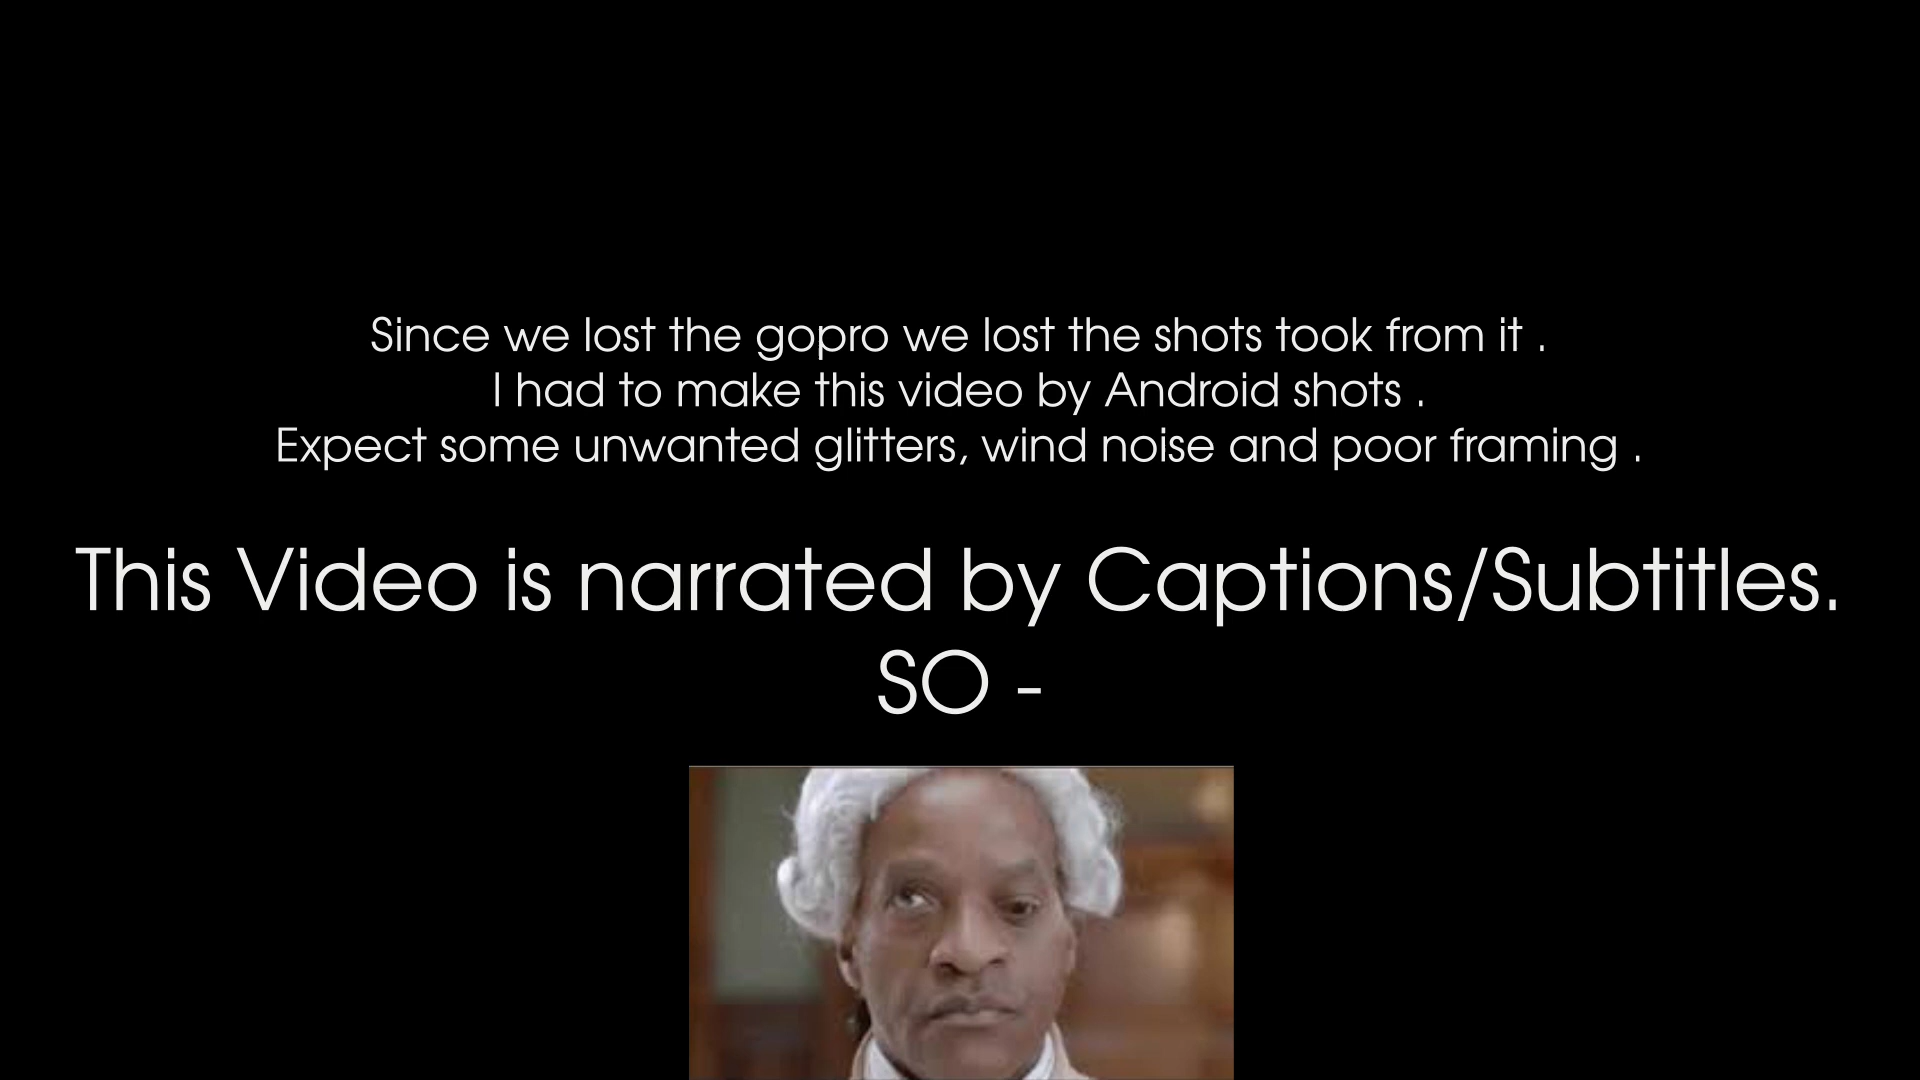 Since we lost the gopro we lost the shots took from it .
I had to make this video by Android shots .
Expect some unwanted glitters, wind noise and poor framing .
This Video is narrated by Captions/Subtitles.
SO -